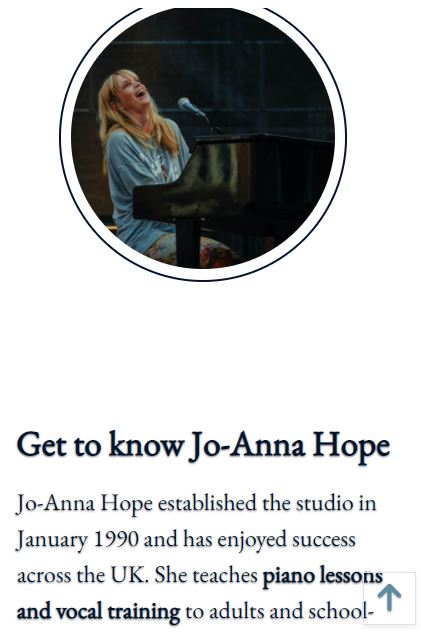 Get to know Jo-Anna Hope
Jo-Anna Hope established the studio in
January 1990 and has enjoyed success
across the UK. She teaches piano lessons
and vocal training to adults and school-